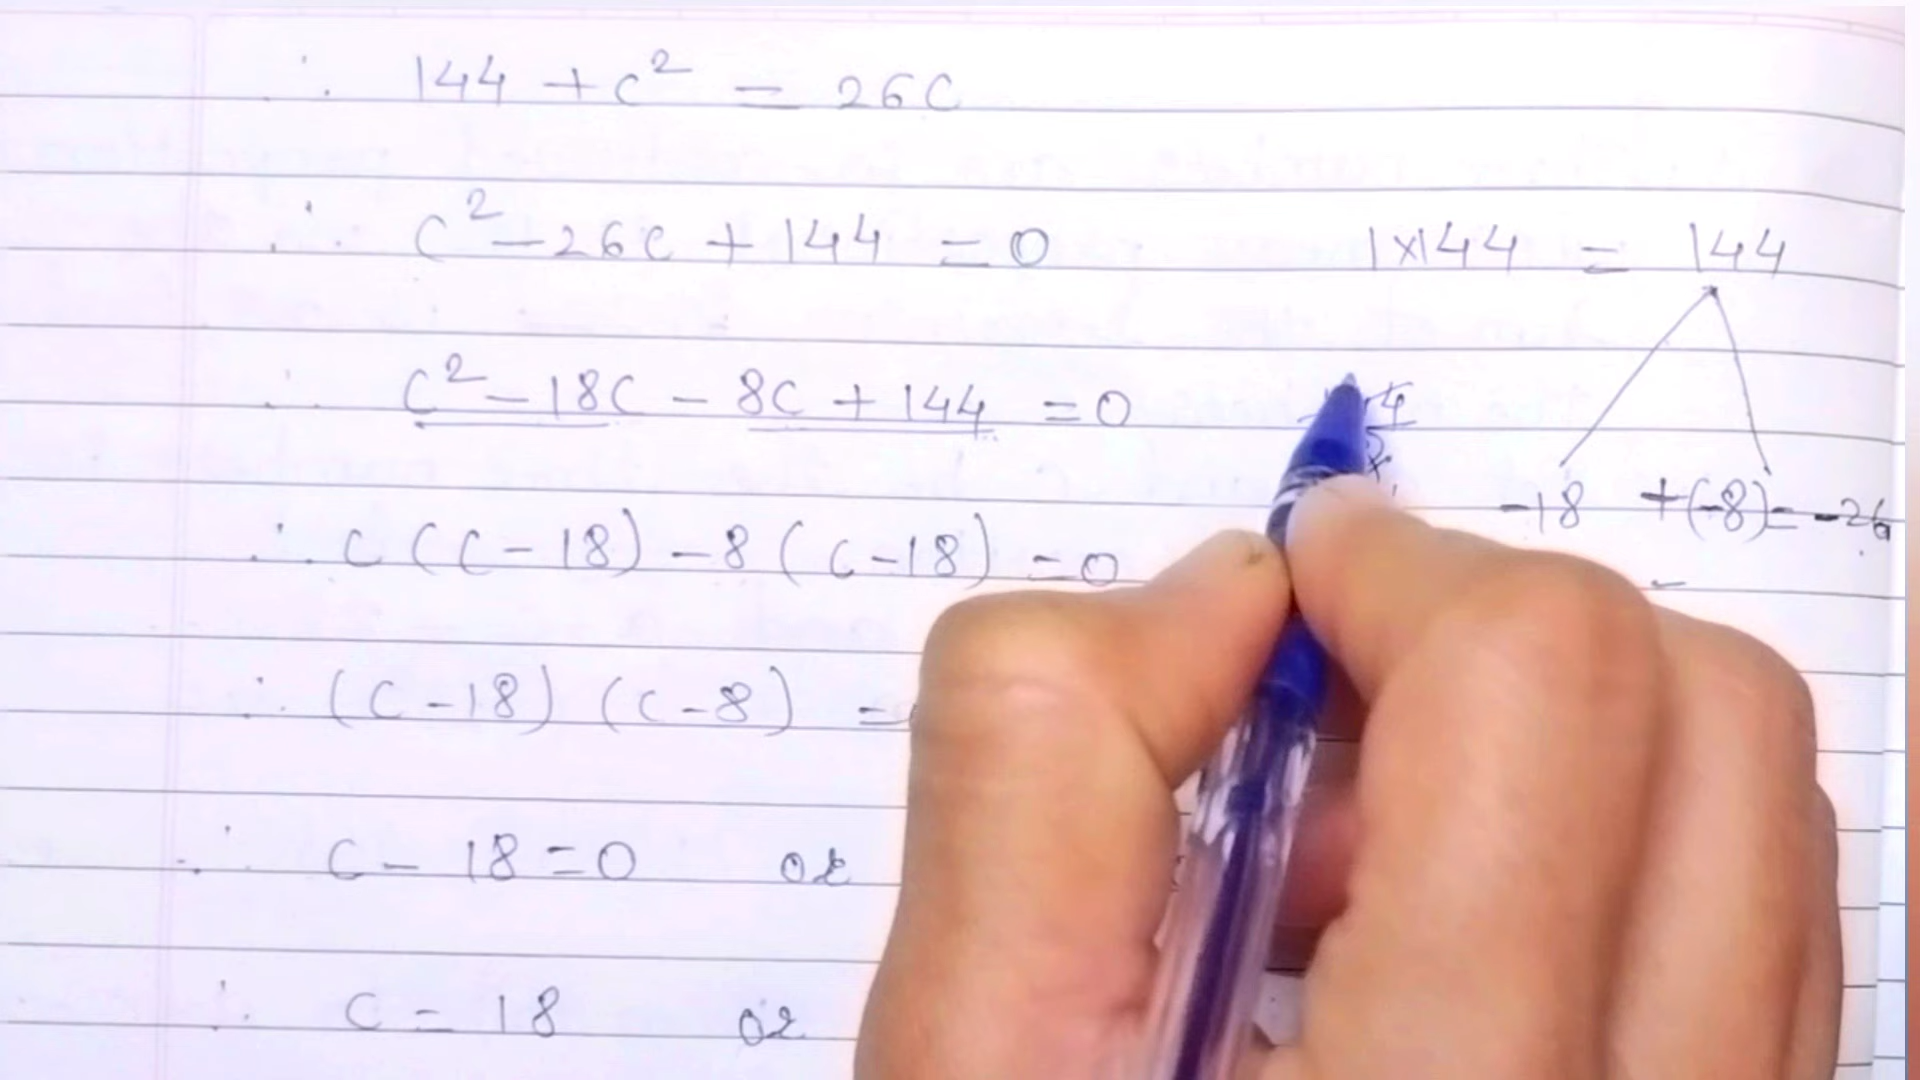 ∴ 144 + c² = 26c
∴ c² - 26c + 144 = 0
1×144 = 144
∴ c² - 18c - 8c + 144 = 0
-18 +(-8) = -26
∴ c (c - 18) - 8 (c - 18) = 0
∴ (c - 18) (c - 8) =
∴ c - 18 = 0 or
∴ c = 18 or